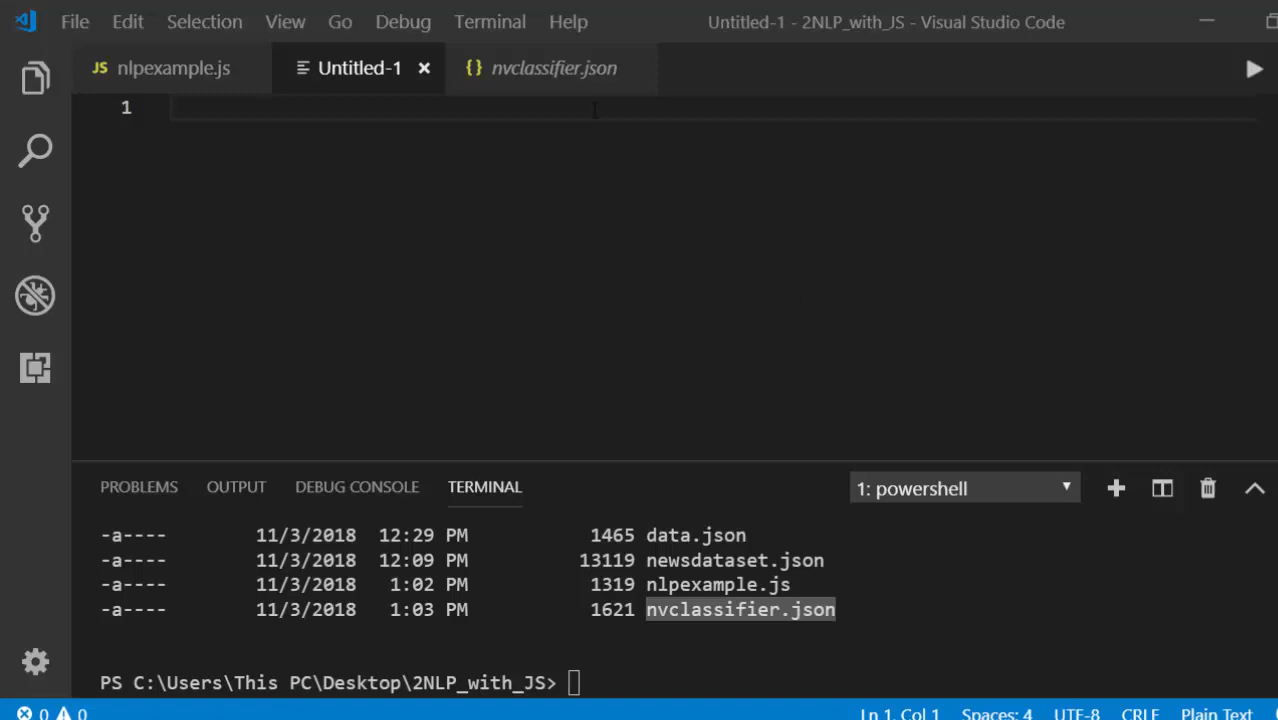 File Edit Selection View Go Debug Terminal Help Untitled-1 - 2NLP_with_JS - Visual Studio Code
JS nlpexample.js Untitled-1 × {} nvclassifier.json
1
PROBLEMS OUTPUT DEBUG CONSOLE TERMINAL 1: powershell
-a---- 11/3/2018 12:29 PM 1465 data.json
-a---- 11/3/2018 12:09 PM 13119 newsdataset.json
-a---- 11/3/2018 1:02 PM 1319 nlpexample.js
-a---- 11/3/2018 1:03 PM 1621 nvclassifier.json
PS C:\Users\This PC\Desktop\2NLP_with_JS>
0 0 Ln 1, Col 1 Spaces: 4 UTF-8 CRLF Plain Text